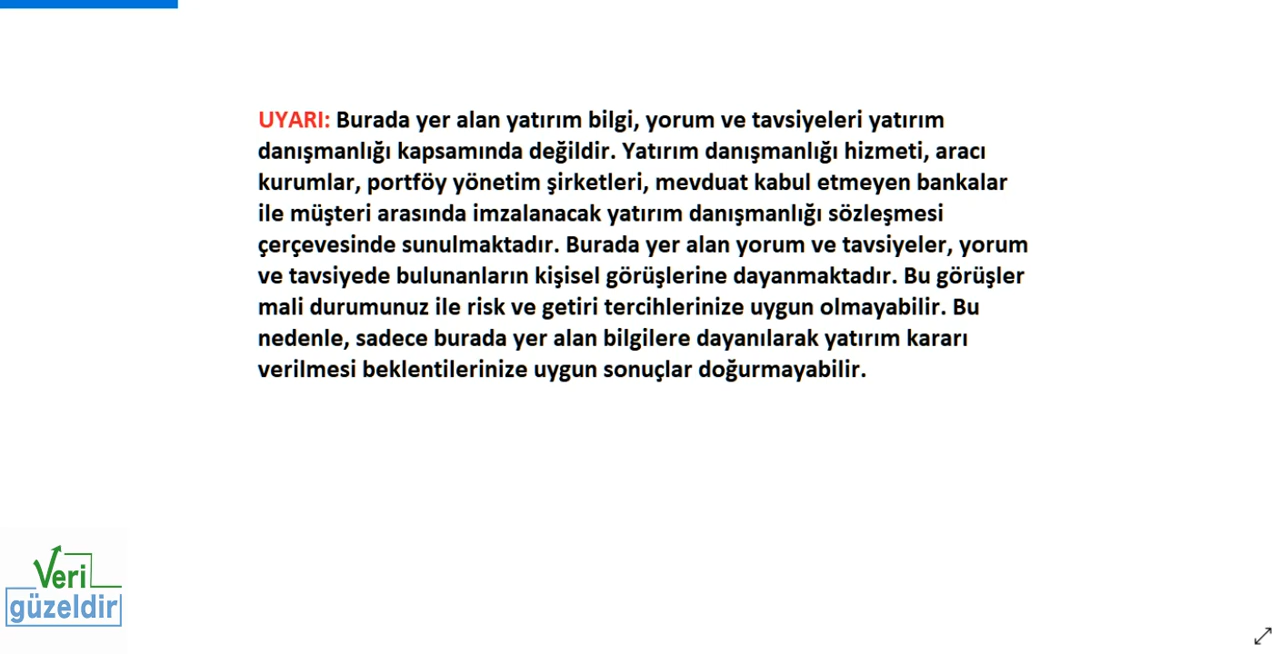 UYARI: Burada yer alan yatırım bilgi, yorum ve tavsiyeleri yatırım
danışmanlığı kapsamında değildir. Yatırım danışmanlığı hizmeti, aracı
kurumlar, portföy yönetim şirketleri, mevduat kabul etmeyen bankalar
ile müşteri arasında imzalanacak yatırım danışmanlığı sözleşmesi
çerçevesinde sunulmaktadır. Burada yer alan yorum ve tavsiyeler, yorum
ve tavsiyede bulunanların kişisel görüşlerine dayanmaktadır. Bu görüşler
mali durumunuz ile risk ve getiri tercihlerinize uygun olmayabilir. Bu
nedenle, sadece burada yer alan bilgilere dayanılarak yatırım kararı
verilmesi beklentilerinize uygun sonuçlar doğurmayabilir.
Veri
güzeldir